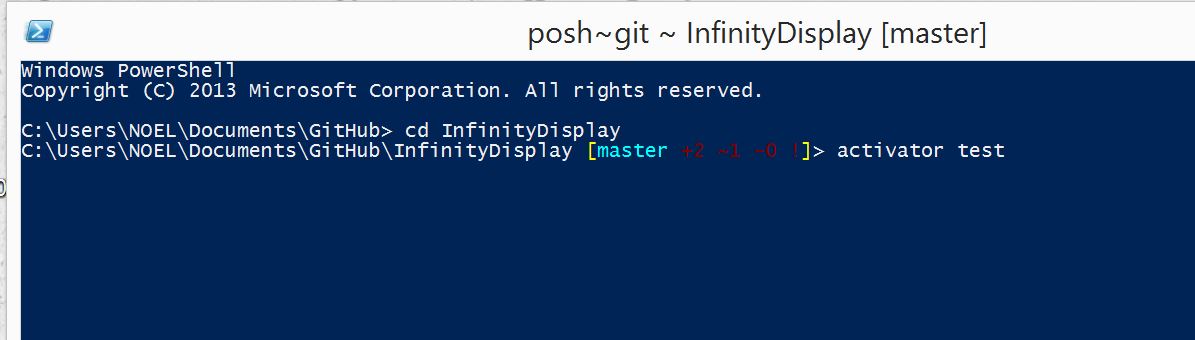 posh~git ~ InfinityDisplay [master]
Windows PowerShell
Copyright (C) 2013 Microsoft Corporation. All rights reserved.
C:\Users\NOEL\Documents\GitHub> cd InfinityDisplay
C:\Users\NOEL\Documents\GitHub\InfinityDisplay [master +2 ~1 -0 !]> activator test